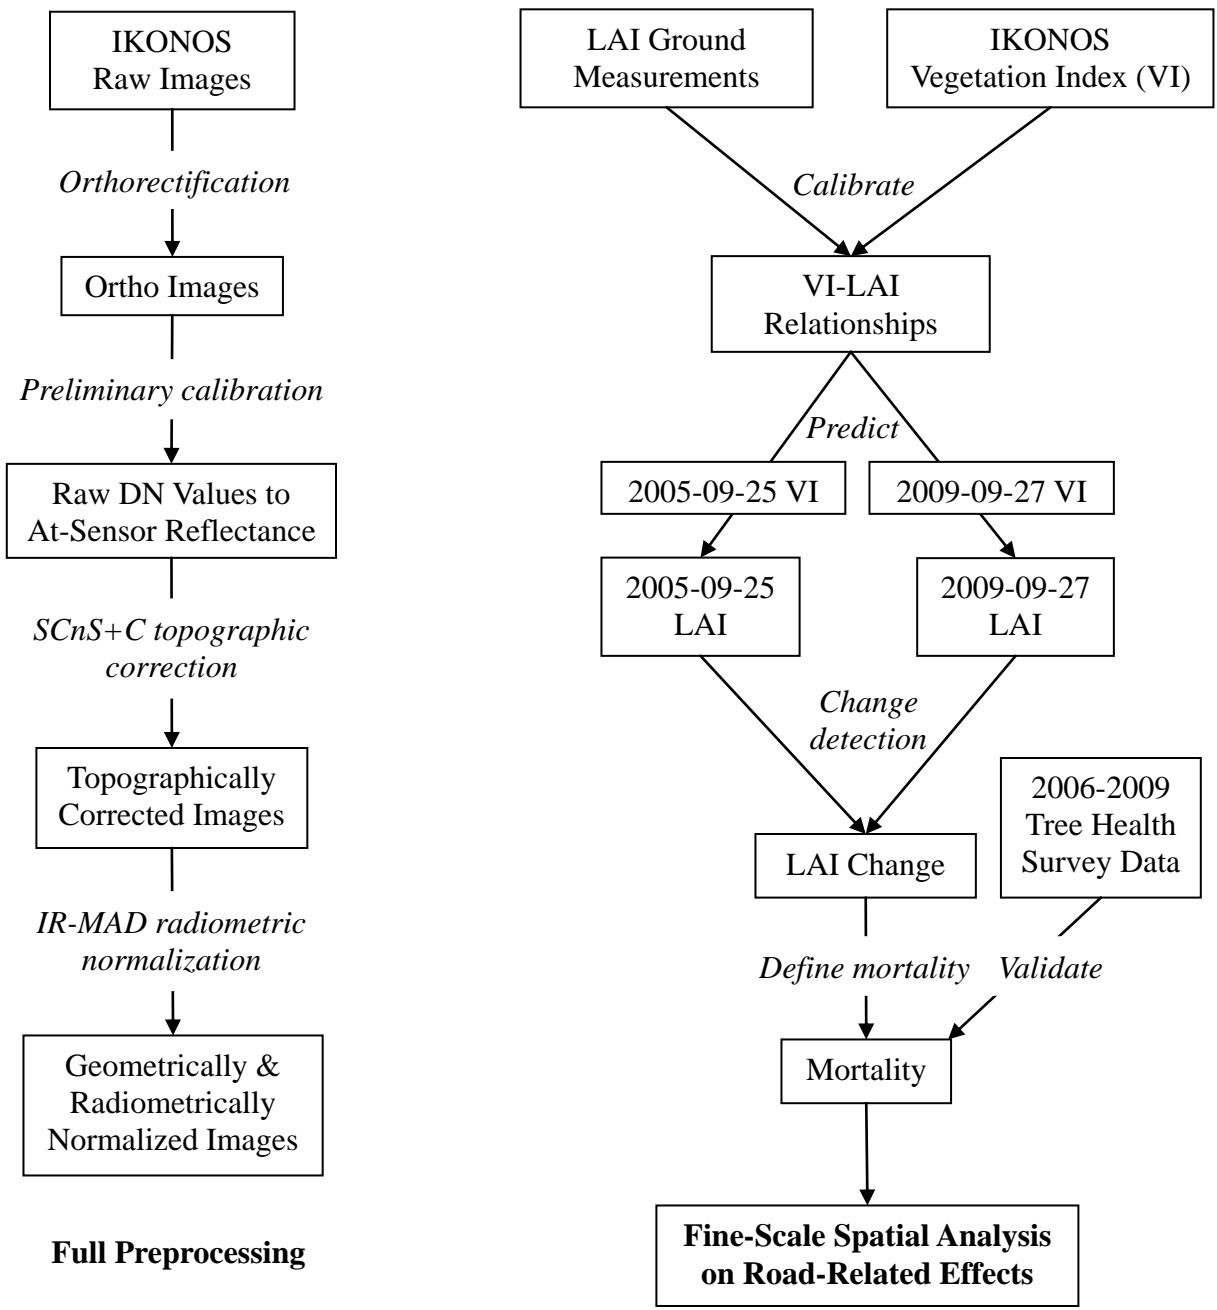 IKONOS
Raw Images
Orthorectification
Ortho Images
Preliminary calibration
Raw DN Values to
At-Sensor Reflectance
SCnS+C topographic
correction
Topographically
Corrected Images
IR-MAD radiometric
normalization
Geometrically &
Radiometrically
Normalized Images
Full Preprocessing
LAI Ground
Measurements
IKONOS
Vegetation Index (VI)
Calibrate
VI-LAI
Relationships
Predict
2005-09-25 VI
2009-09-27 VI
2005-09-25
LAI
2009-09-27
LAI
Change
detection
LAI Change
2006-2009
Tree Health
Survey Data
Define mortality
Validate
Mortality
Fine-Scale Spatial Analysis
on Road-Related Effects